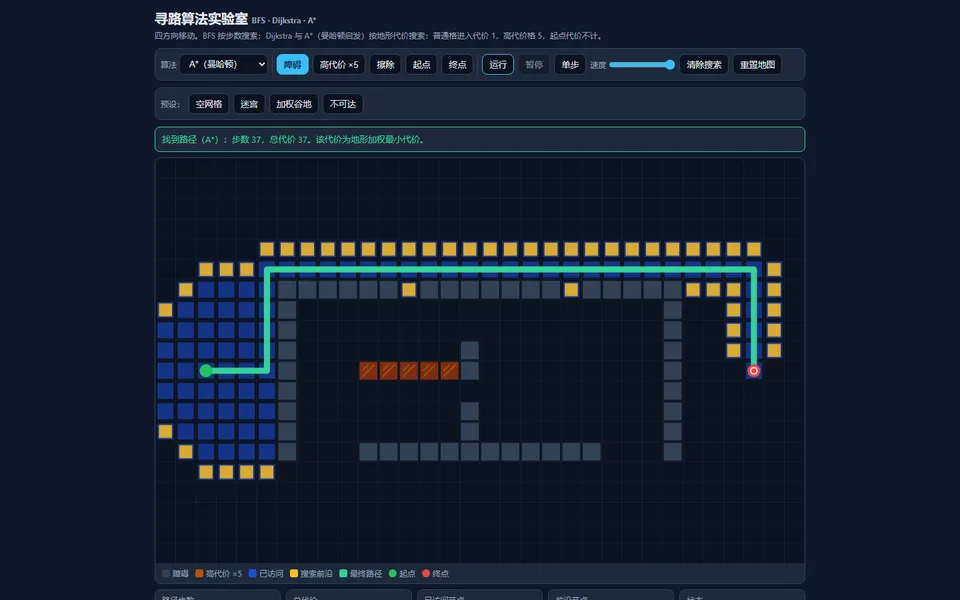 寻路算法实验室 BFS · Dijkstra · A*
四方向移动。BFS 按步数搜索；Dijkstra 与 A*（曼哈顿启发）按地形代价搜索：普通格进入代价 1，高代价格 5，起点代价不计。
算法 A*（曼哈顿） 障碍 高代价 ×5 擦除 起点 终点 运行 暂停 单步 速度 清除搜索 重置地图
预设： 空网格 迷宫 加权谷地 不可达
找到路径（A*）：步数 37，总代价 37。该代价为地形加权最小代价。
障碍 高代价 ×5 已访问 搜索前沿 最终路径 起点 终点